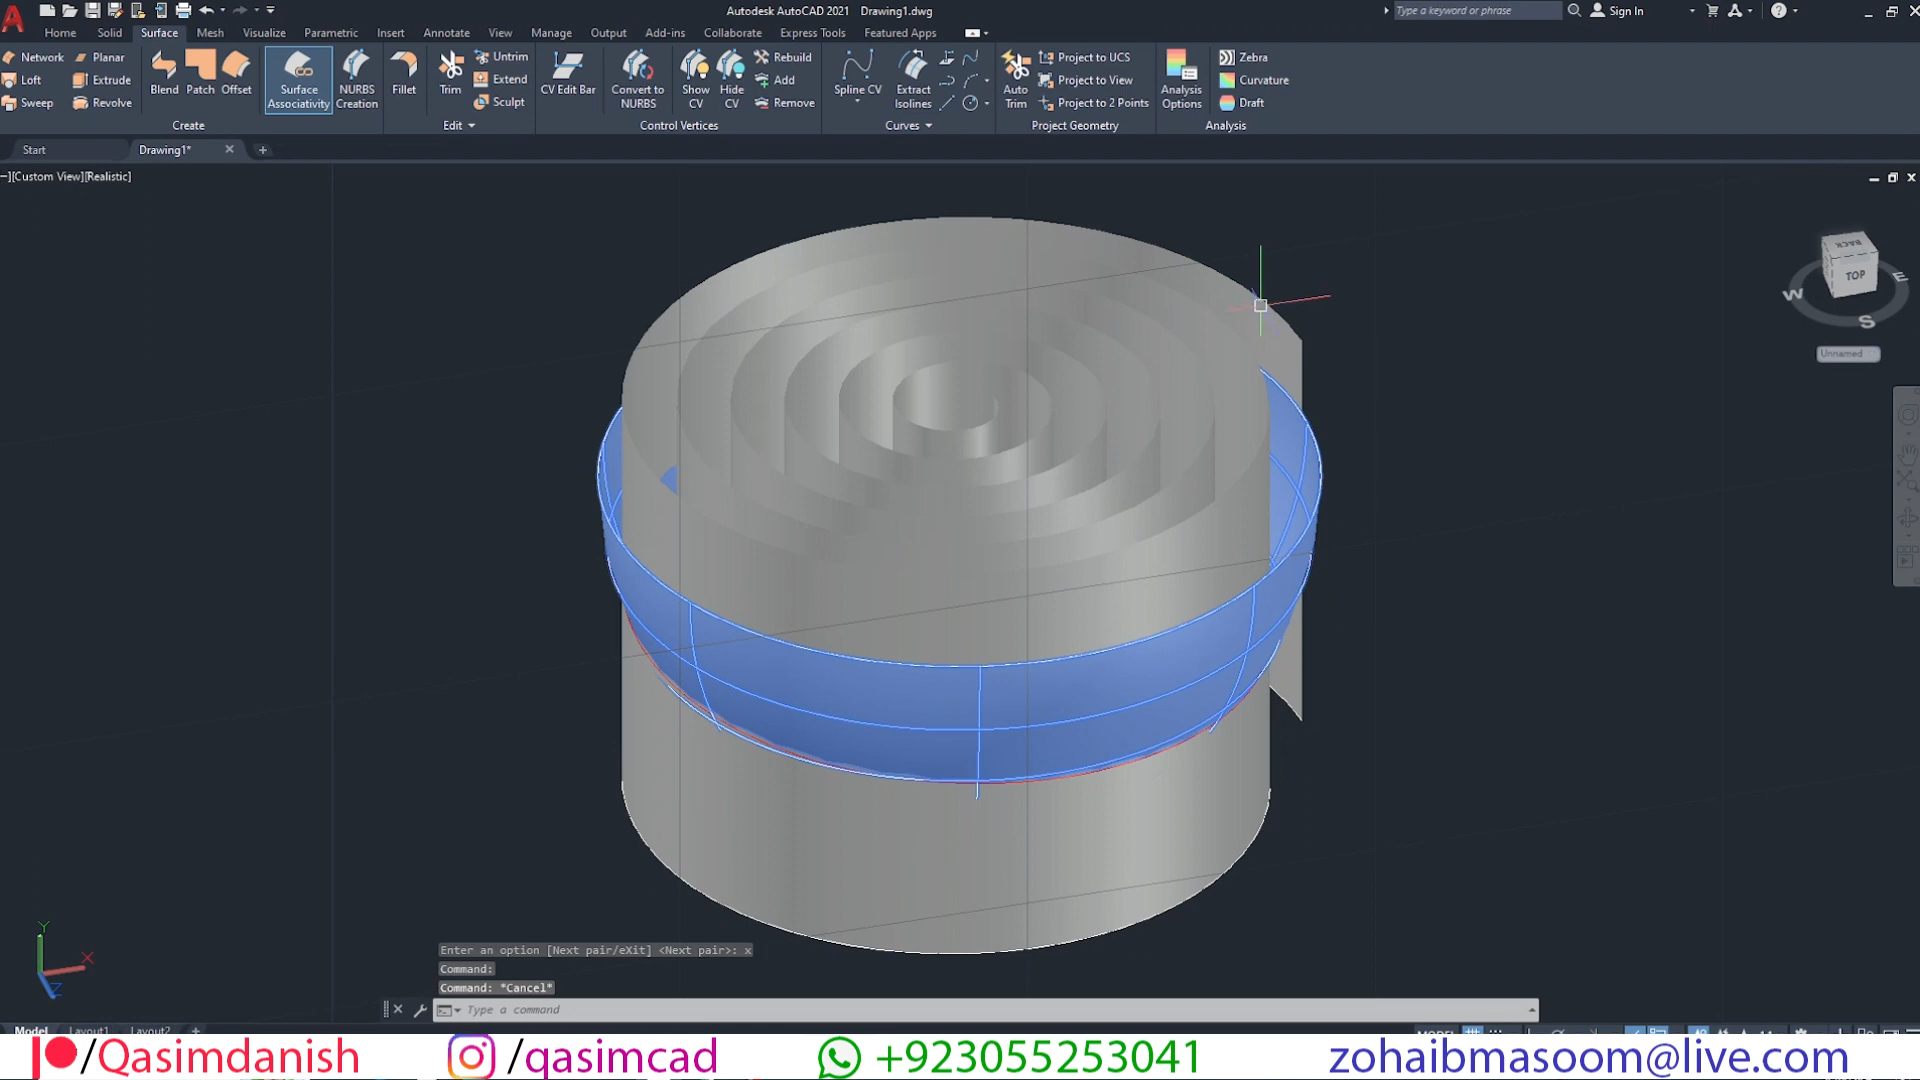 Autodesk AutoCAD 2021 Drawing1.dwg
Type a keyword or phrase
Sign In
Home Solid Surface Mesh Visualize Parametric Insert Annotate View Manage Output Add-ins Collaborate Express Tools Featured Apps
Network Planar
Loft Extrude
Sweep Revolve
Blend Patch Offset
Surface Associativity
NURBS Creation
Fillet
Trim
Untrim
Extend
Sculpt
CV Edit Bar
Convert to NURBS
Show CV
Hide CV
Rebuild
Add
Remove
Spline CV
Extract Isolines
Auto Trim
Project to UCS
Project to View
Project to 2 Points
Analysis Options
Zebra
Curvature
Draft
Create Edit Control Vertices Curves Project Geometry Analysis
Start Drawing1* +
[Custom View][Realistic]
BACK
TOP
W
E
S
Unnamed
Y
X
Z
Enter an option [Next pair/eXit] <Next pair>: x
Command:
Command: *Cancel*
Type a command
Model Layout1 Layout2 +
MODEL
/Qasimdanish /qasimcad +923055253041 zohaibmasoom@live.com